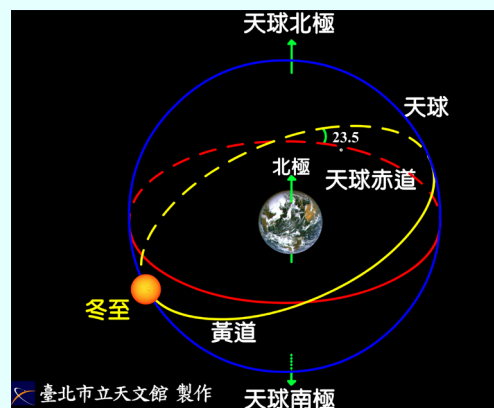 天球北極
天球
23.5
北極
天球赤道
冬至
黃道
臺北市立天文館 製作
天球南極